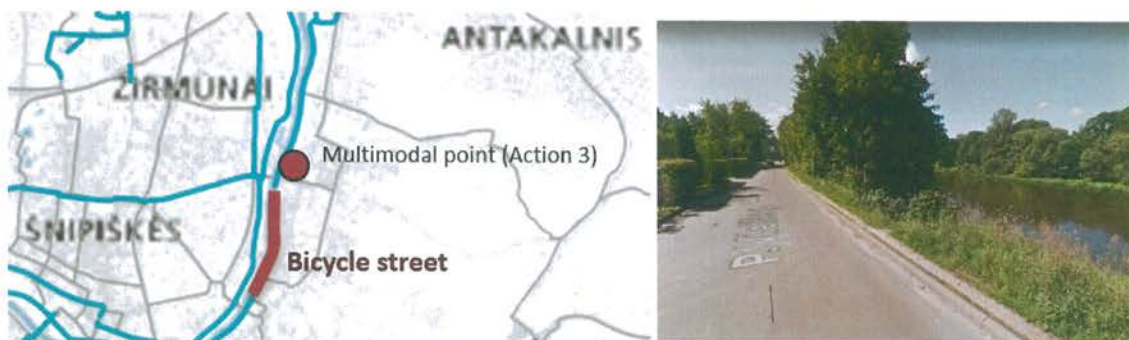 ANTAKALNIS
ŽIRMŪNAI
Multimodal point (Action 3)
ŠNIPIŠKĖS
Bicycle street